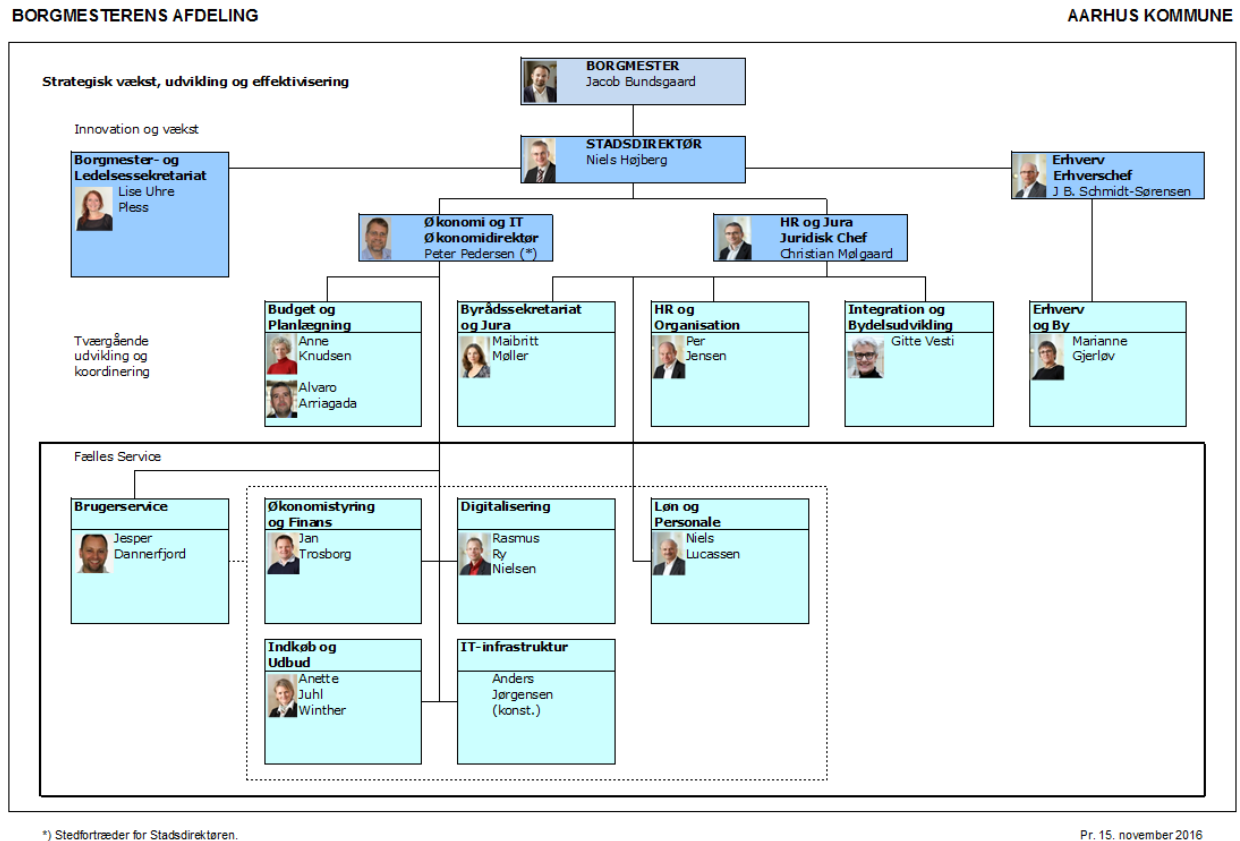 BORGMESTERENS AFDELING
AARHUS KOMMUNE
Strategisk vækst, udvikling og effektivisering
BORGMESTER
Jacob Bundsgaard
Innovation og vækst
STADSDIREKTØR
Niels Højberg
Borgmester- og
Ledelsessekretariat
Lise Uhre
Pless
Erhverv
Erhverschef
J B. Schmidt-Sørensen
Økonomi og IT
Økonomidirektør
Peter Pedersen (*)
HR og Jura
Juridisk Chef
Christian Mølgaard
Tværgående
udvikling og
koordinering
Budget og
Planlægning
Anne
Knudsen
Alvaro
Arriagada
Byrådssekretariat
og Jura
Maibritt
Møller
HR og
Organisation
Per
Jensen
Integration og
Bydelsudvikling
Gitte Vesti
Erhverv
og By
Marianne
Gjerløv
Fælles Service
Brugerservice
Jesper
Dannerfjord
Økonomistyring
og Finans
Jan
Trosborg
Digitalisering
Rasmus
Ry
Nielsen
Løn og
Personale
Niels
Lucassen
Indkøb og
Udbud
Anette
Juhl
Winther
IT-infrastruktur
Anders
Jørgensen
(konst.)
*) Stedfortræder for Stadsdirektøren.
Pr. 15. november 2016